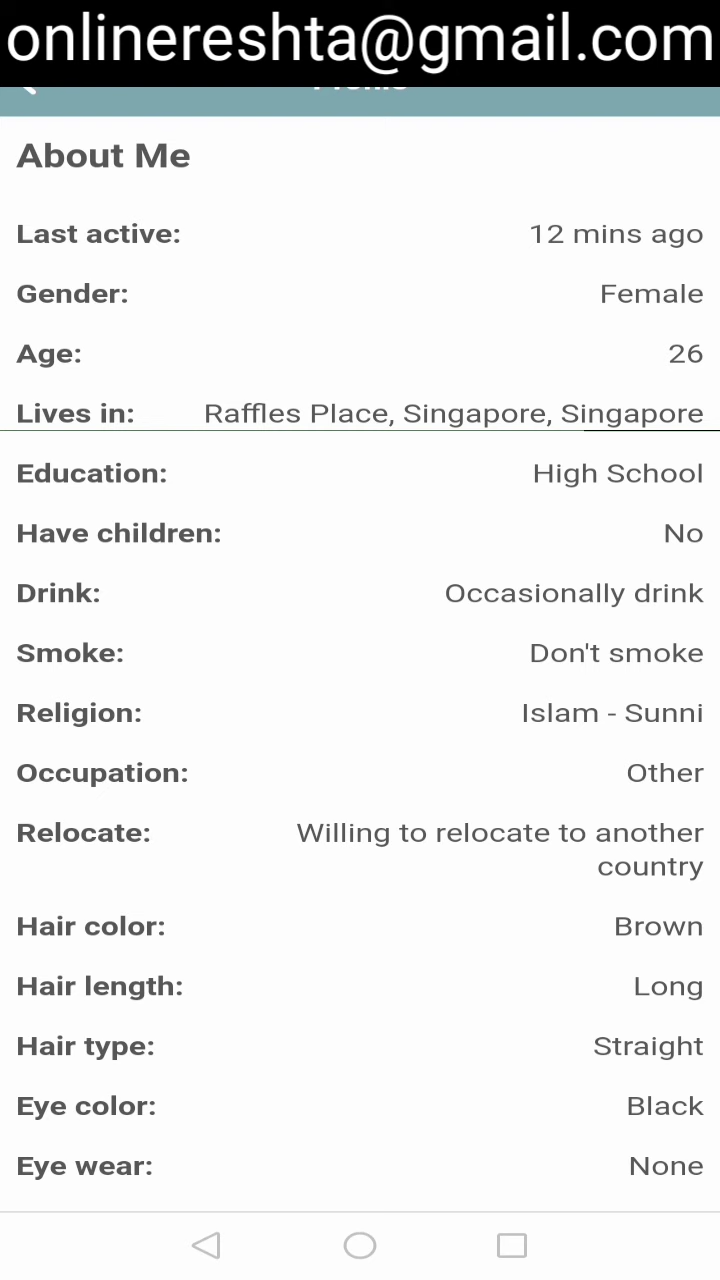 onlinereshta@gmail.com
About Me
Last active: 12 mins ago
Gender: Female
Age: 26
Lives in: Raffles Place, Singapore, Singapore
Education: High School
Have children: No
Drink: Occasionally drink
Smoke: Don't smoke
Religion: Islam - Sunni
Occupation: Other
Relocate: Willing to relocate to another
country
Hair color: Brown
Hair length: Long
Hair type: Straight
Eye color: Black
Eye wear: None